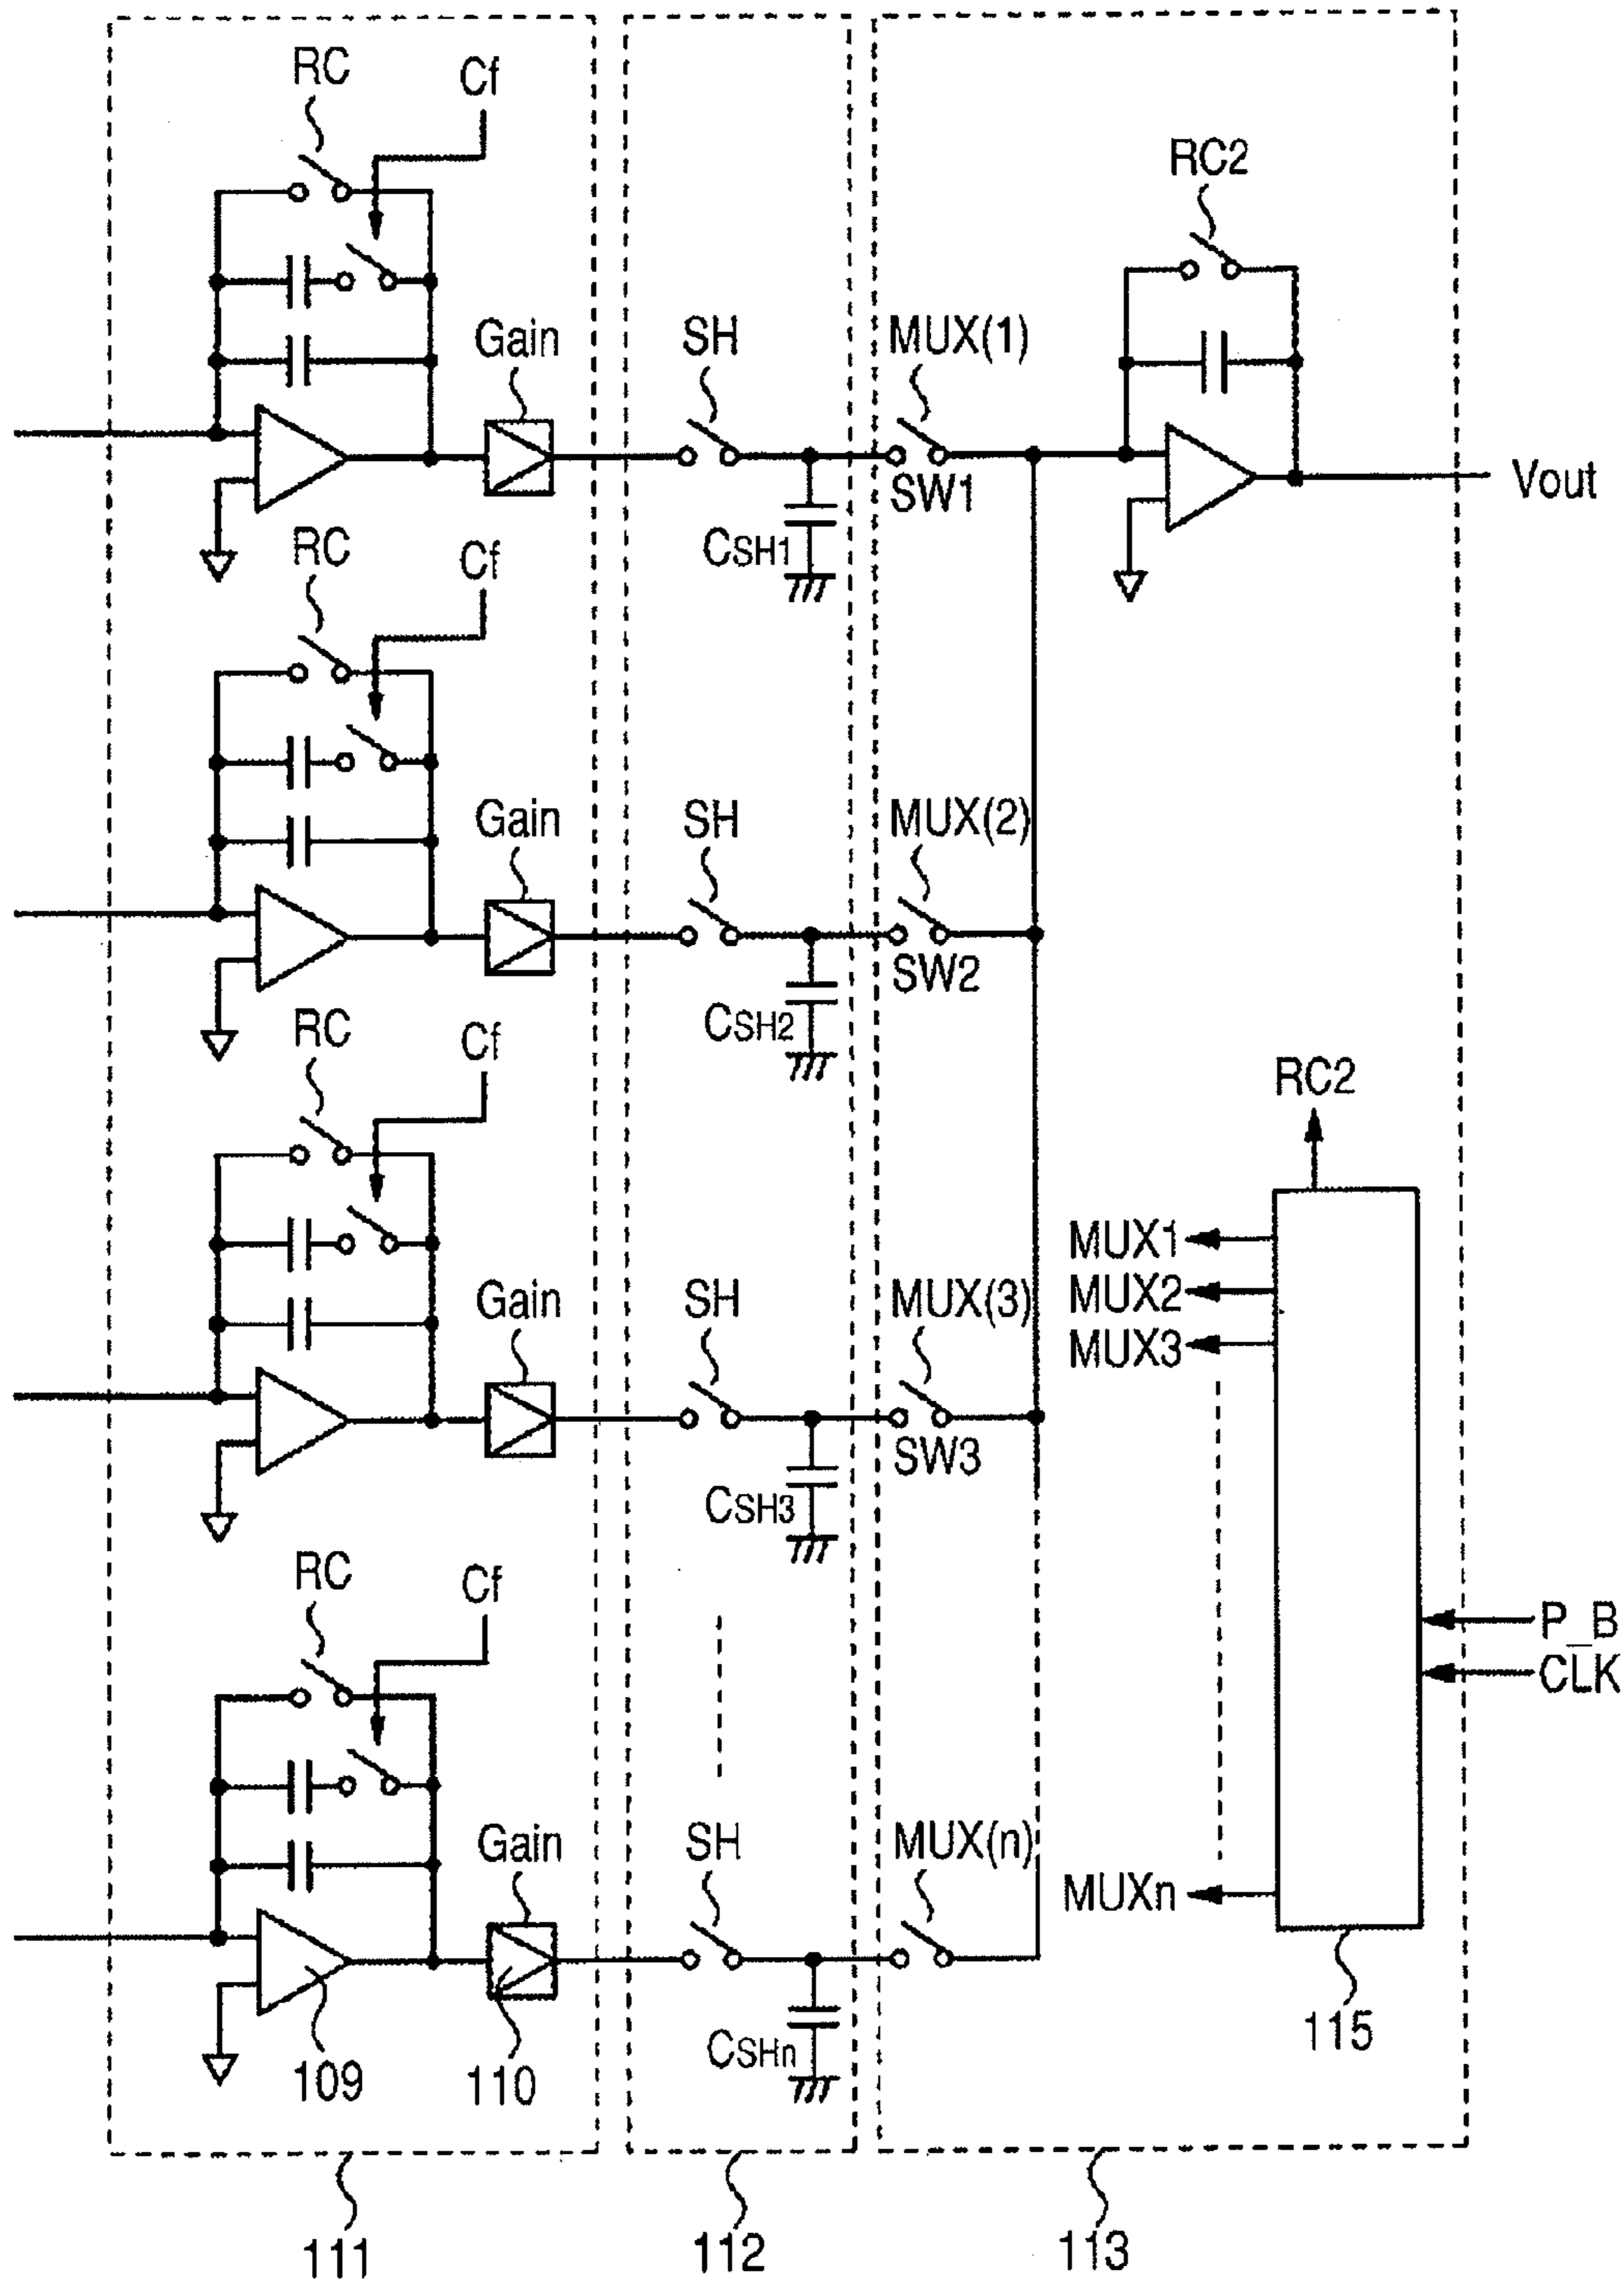 RC
Cf
RC2
Gain
SH
MUX(1)
SW1
CSH1
Vout
RC
Cf
Gain
SH
MUX(2)
SW2
CSH2
RC
Cf
RC2
MUX1
MUX2
MUX3
Gain
SH
MUX(3)
SW3
CSH3
RC
Cf
P_B
CLK
Gain
SH
MUX(n)
MUXn
CSHn
109
110
115
111
112
113